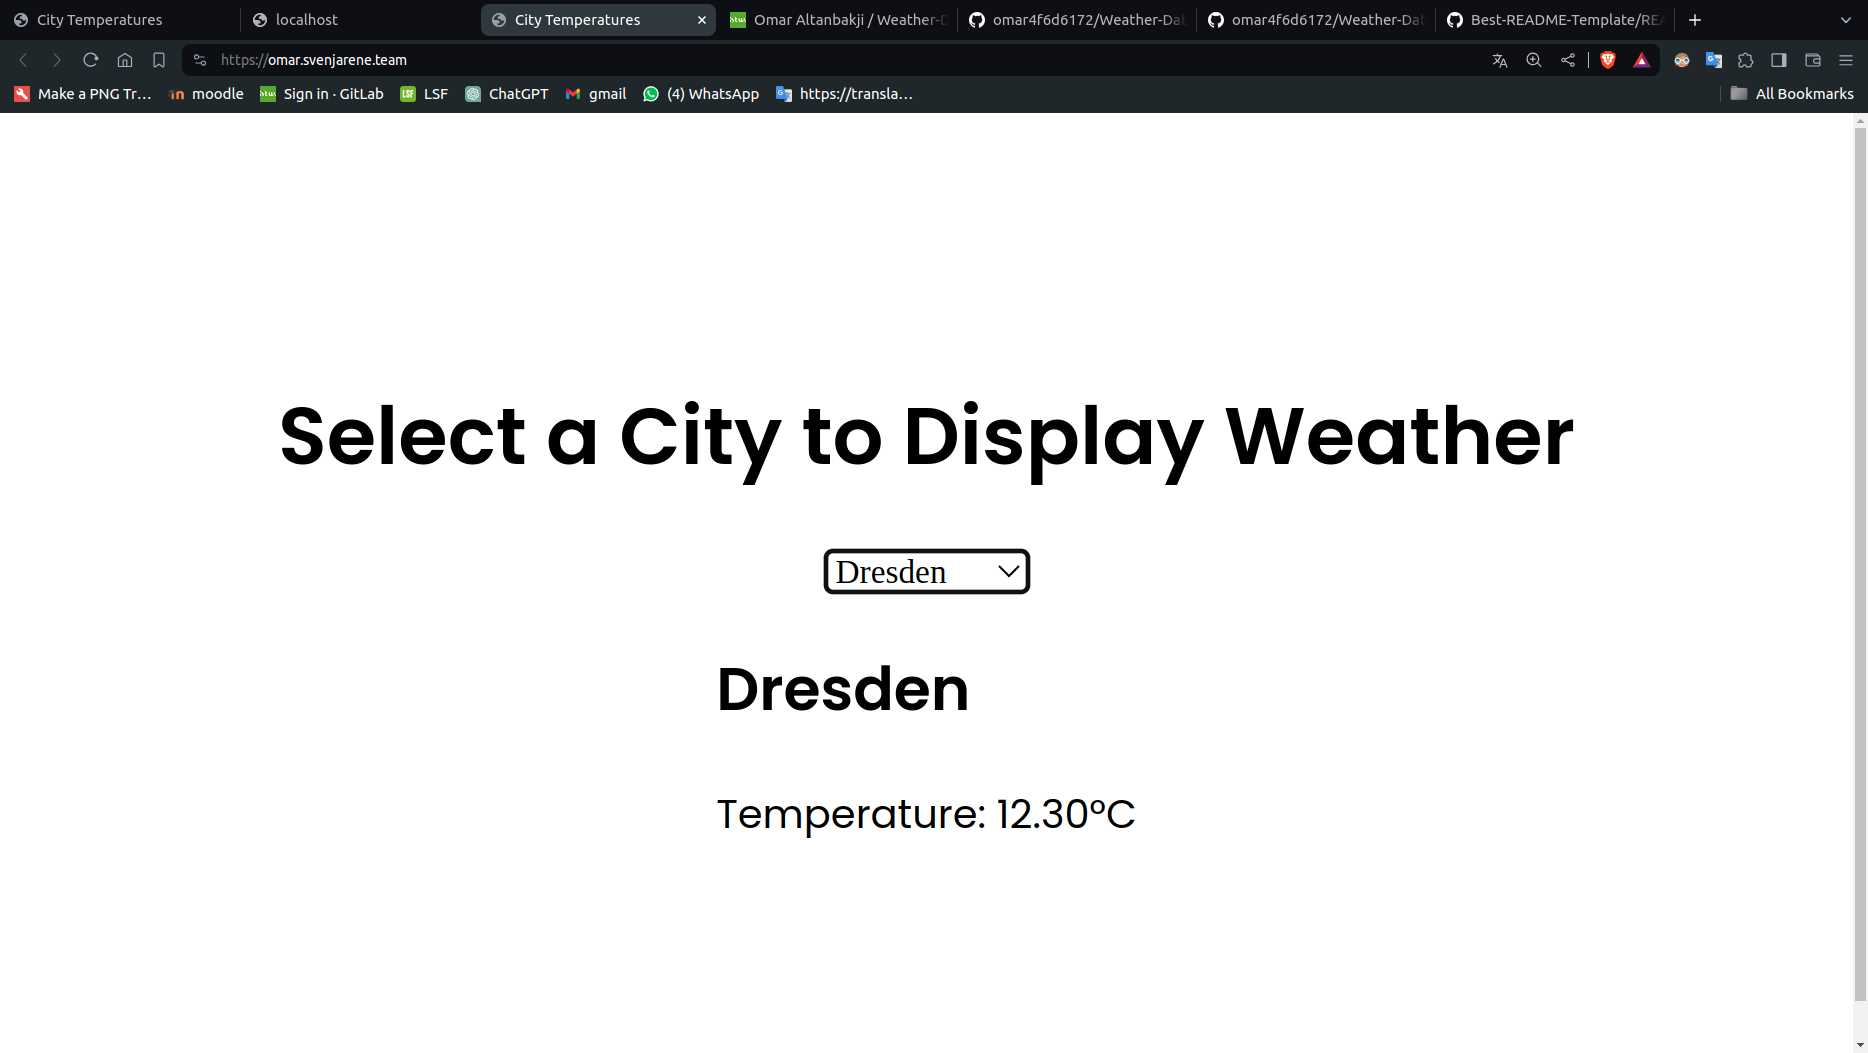 City Temperatures
localhost
City Temperatures
Omar Altanbakji / Weather-D
omar4f6d6172/Weather-Dat
omar4f6d6172/Weather-Dat
Best-README-Template/REA
https://omar.svenjarene.team
Make a PNG Tr...
moodle
Sign in · GitLab
LSF
LSF
ChatGPT
gmail
(4) WhatsApp
https://transla...
All Bookmarks
Select a City to Display Weather
Dresden
Dresden
Temperature: 12.30°C